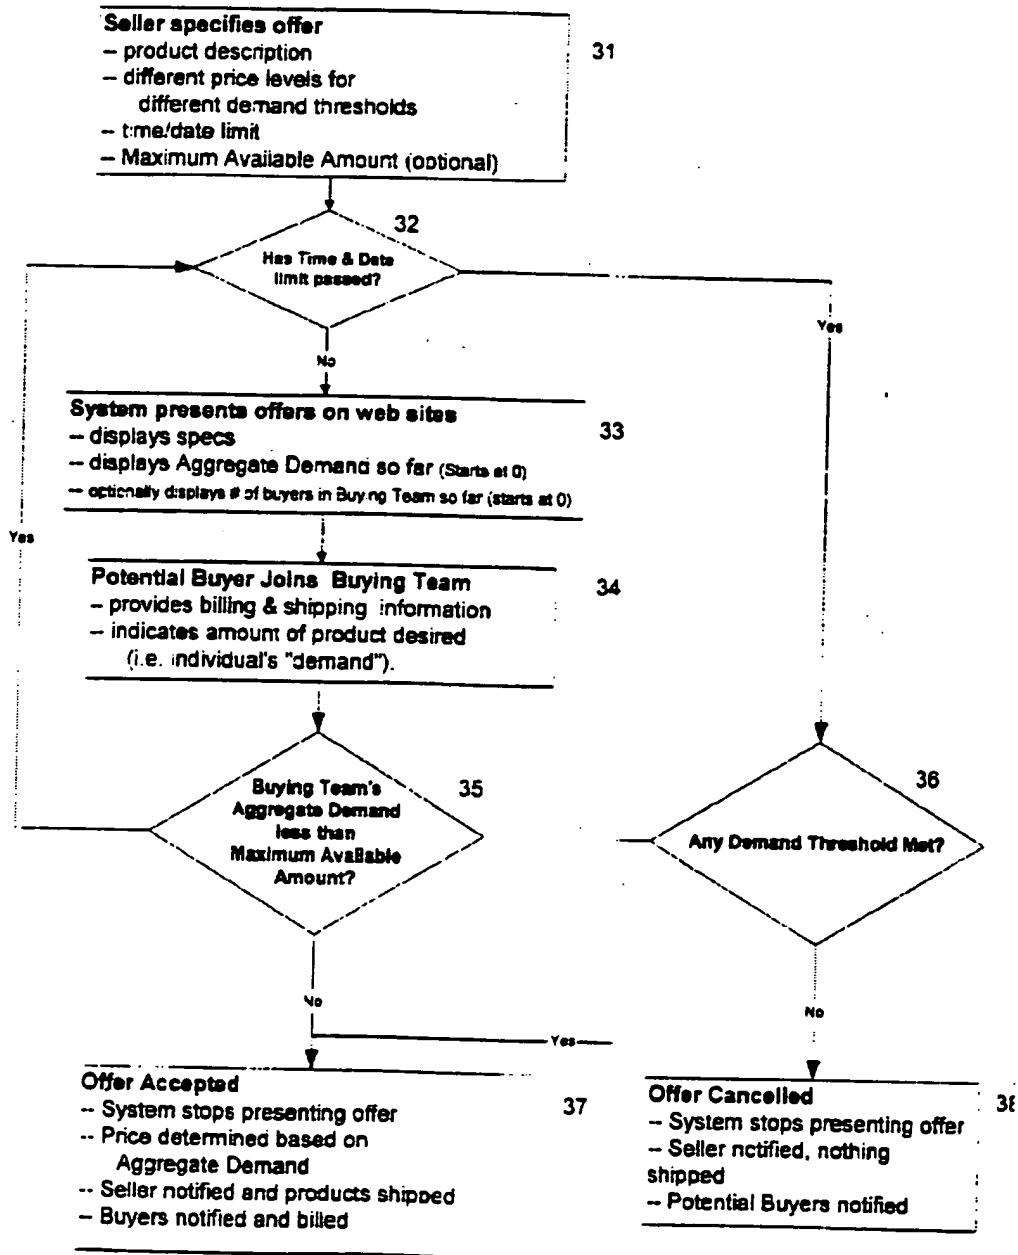 Seller specifies offer
-- product description
-- different price levels for
different demand thresholds
-- time/date limit
-- Maximum Available Amount (optional)
31
32
Has Time & Date
limit passed?
Yes
No
System presents offers on web sites
-- displays specs
-- displays Aggregate Demand so far (Starts at 0)
-- optionally displays # of buyers in Buying Team so far (starts at 0)
33
Yes
Potential Buyer Joins Buying Team
-- provides billing & shipping information
-- indicates amount of product desired
(i.e. individual's "demand").
34
Buying Team's
Aggregate Demand
less than
Maximum Available
Amount?
35
36
Any Demand Threshold Met?
No
No
Yes
Offer Accepted
-- System stops presenting offer
-- Price determined based on
Aggregate Demand
-- Seller notified and products shipped
-- Buyers notified and billed
37
Offer Cancelled
-- System stops presenting offer
-- Seller notified, nothing
shipped
-- Potential Buyers notified
38